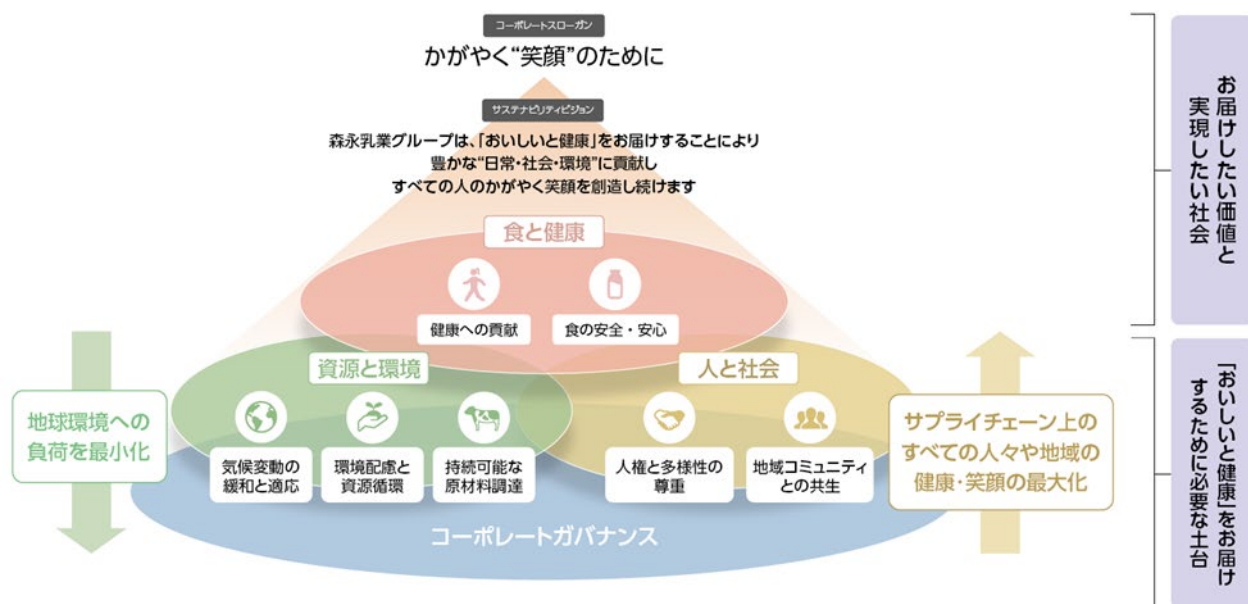 コーポレートスローガン
かがやく“笑顔”のために
サステナビリティビジョン
森永乳業グループは、「おいしいと健康」をお届けすることにより
豊かな“日常・社会・環境”に貢献し
すべての人のかがやく笑顔を創造し続けます
お届けしたい価値と
実現したい社会
食と健康
健康への貢献
食の安全・安心
資源と環境
気候変動の
緩和と適応
環境配慮と
資源循環
持続可能な
原材料調達
人と社会
人権と多様性の
尊重
地域コミュニティ
との共生
コーポレートガバナンス
地球環境への
負荷を最小化
サプライチェーン上の
すべての人々や地域の
健康・笑顔の最大化
「おいしいと健康」をお届け
するために必要な土台